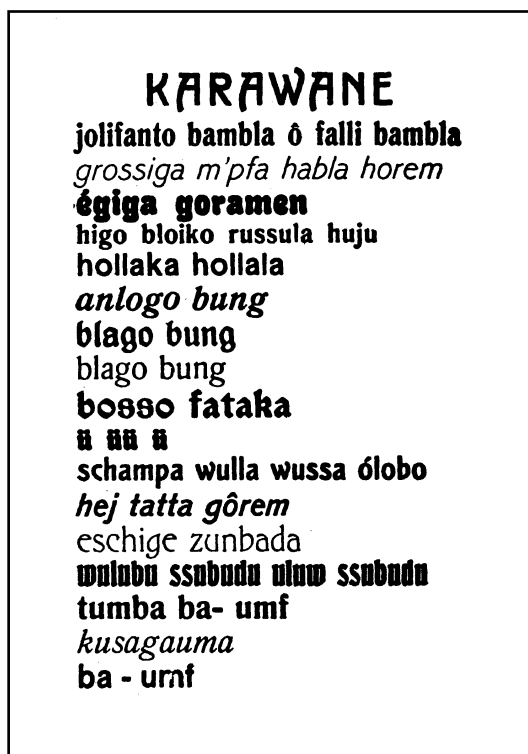 KARAWANE
jolifanto bambla ô falli bambla
grossiga m'pfa habla horem
égiga goramen
higo bloiko russula huju
hollaka hollala
anlogo bung
blago bung
blago bung
bosso fataka
ü üü ü
schampa wulla wussa ólobo
hej tatta gôrem
eschige zunbada
wulubu ssubudu uluw ssubudu
tumba ba- umf
kusagauma
ba - umf